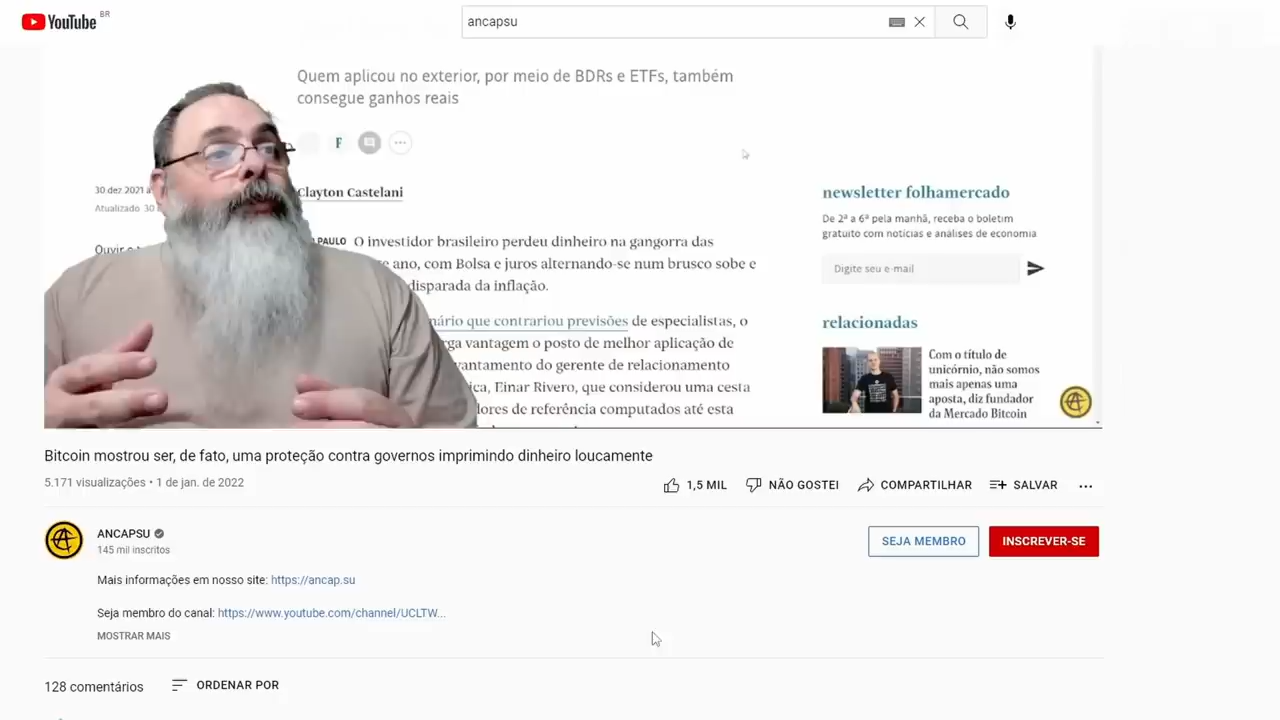 YouTube BR
ancapsu
Quem aplicou no exterior, por meio de BDRs e ETFs, também
consegue ganhos reais
F
Clayton Castelani
30 dez.2021 à
Atualizado 30
O investidor brasileiro perdeu dinheiro na gangorra das
ano, com Bolsa e juros alternando-se num brusco sobe e
disparada da inflação.
que contrariou previsões de especialistas, o
vantagem o posto de melhor aplicação de
do gerente de relacionamento
Einar Rivero, que considerou uma cesta
de referência computados até esta
newsletter folhamercado
De 2ª a 6ª pela manhã, receba o boletim
gratuito com notícias e análises de economia
Digite seu e-mail
relacionadas
Com o título de
unicórnio, não somos
mais apenas uma
aposta, diz fundador
da Mercado Bitcoin
Bitcoin mostrou ser, de fato, uma proteção contra governos imprimindo dinheiro loucamente
5.171 visualizações • 1 de jan. de 2022
1,5 MIL
NÃO GOSTEI
COMPARTILHAR
SALVAR
ANCAPSU
145 mil inscritos
SEJA MEMBRO
INSCREVER-SE
Mais informações em nosso site: https://ancap.su
Seja membro do canal: https://www.youtube.com/channel/UCLTW...
MOSTRAR MAIS
128 comentários
ORDENAR POR